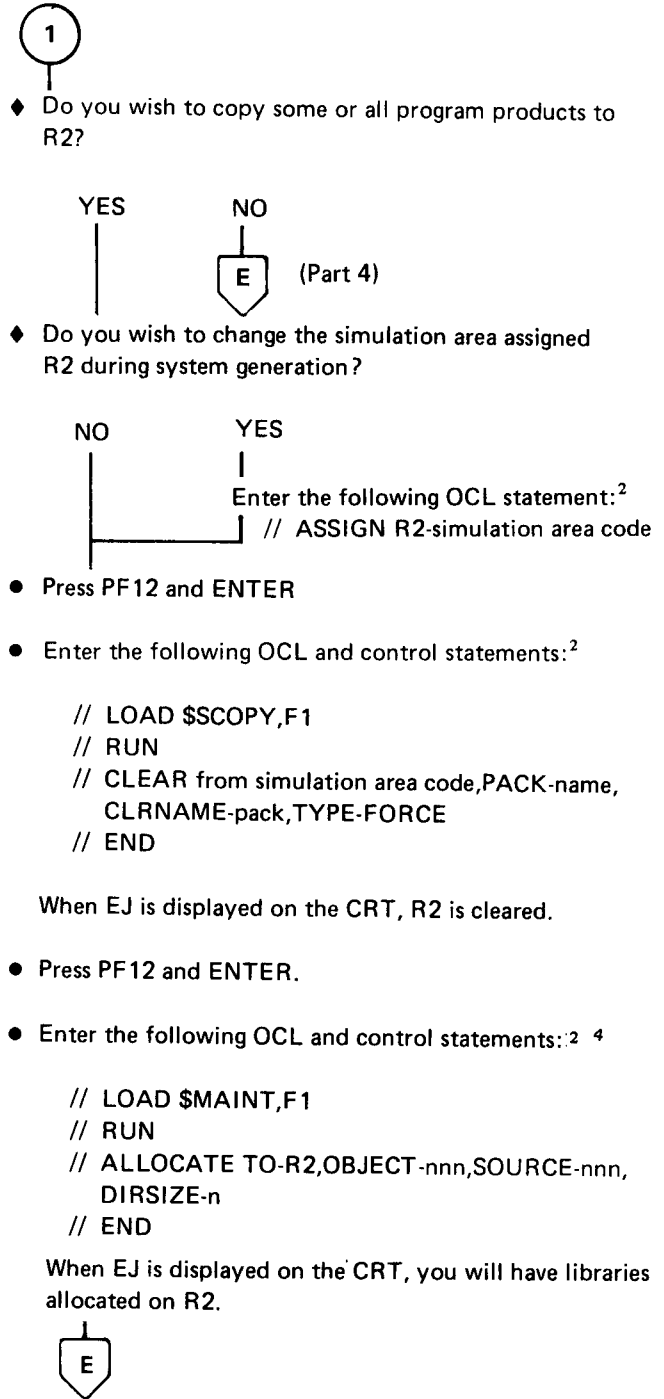 1
♦ Do you wish to copy some or all program products to
R2?
YES NO
E (Part 4)
♦ Do you wish to change the simulation area assigned
R2 during system generation?
NO YES
Enter the following OCL statement:²
// ASSIGN R2-simulation area code
● Press PF12 and ENTER
● Enter the following OCL and control statements:²
// LOAD $SCOPY,F1
// RUN
// CLEAR from simulation area code,PACK-name,
CLRNAME-pack,TYPE-FORCE
// END
When EJ is displayed on the CRT, R2 is cleared.
● Press PF12 and ENTER.
● Enter the following OCL and control statements: ² ⁴
// LOAD $MAINT,F1
// RUN
// ALLOCATE TO-R2,OBJECT-nnn,SOURCE-nnn,
DIRSIZE-n
// END
When EJ is displayed on the CRT, you will have libraries
allocated on R2.
E